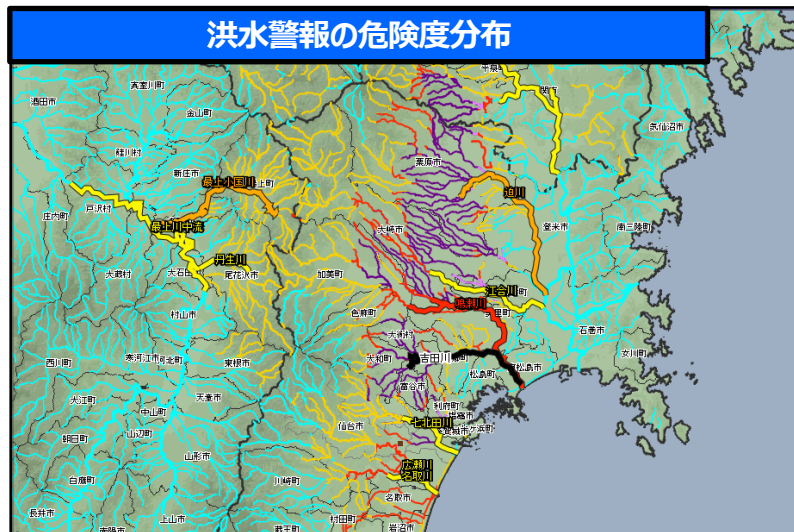 洪水警報の危険度分布
平泉
真室川町
酒田市
金山町
気仙沼市
鮭川村
栗原市
新庄市
最上小国川
上町
迫川
戸沢村
庄内町
最上川中流
大崎市
登米市
南三陸町
丹生川
大蔵村
大石田
尾花沢市
加美町
江合川
町
鳴瀬川
村山市
色麻町
石巻市
大衡村
西川町
寒河江市
河北町
東根市
大和町
吉田川
松島市
女川町
松島町
富谷市
大江町
天童市
中山町
利府町
仙台市
七北田川
塩竈市
ヶ浜町
朝日町
山辺町
山形市
広瀬川
名取川
白鷹町
川崎町
名取市
長井市
上山市
村田町
岩沼市
南陽市
蔵王町